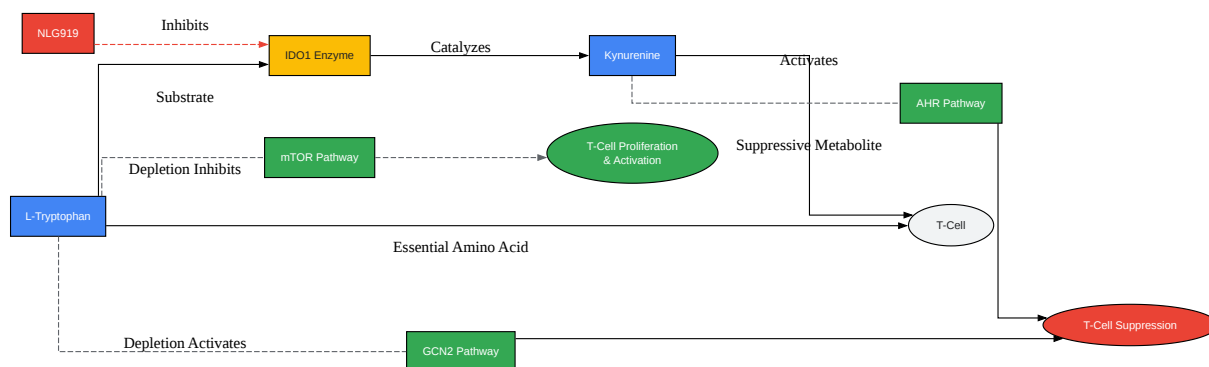 NLG919
Inhibits
IDO1 Enzyme
Catalyzes
Kynurenine
Activates
Substrate
AHR Pathway
mTOR Pathway
T-Cell Proliferation
& Activation
Suppressive Metabolite
Depletion Inhibits
L-Tryptophan
T-Cell
Essential Amino Acid
T-Cell Suppression
Depletion Activates
GCN2 Pathway